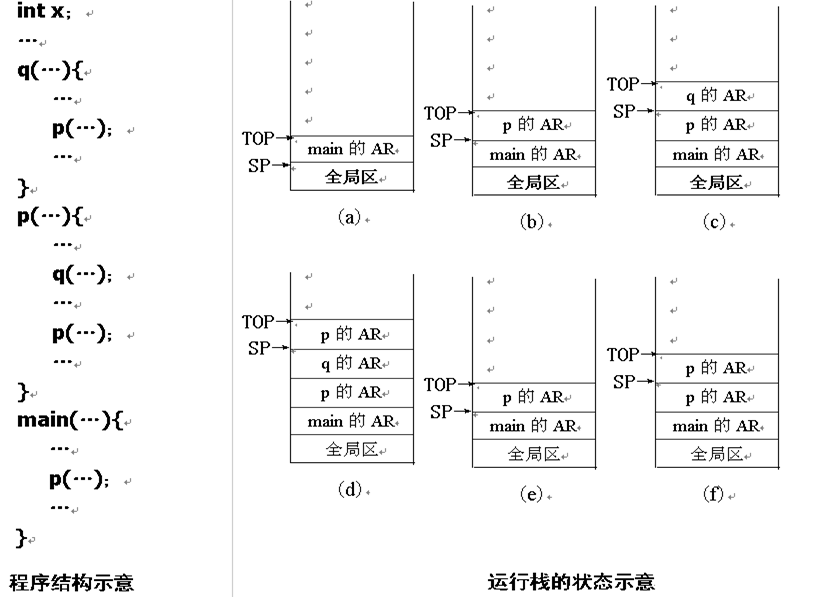 int x;
…
q(…){
…
p(…);
…
}
p(…){
…
q(…);
…
p(…);
…
}
main(…){
…
p(…);
…
}
程序结构示意
TOP
SP
main 的 AR
全局区
(a)
TOP
SP
p 的 AR
main 的 AR
全局区
(b)
TOP
SP
q 的 AR
p 的 AR
main 的 AR
全局区
(c)
TOP
SP
p 的 AR
q 的 AR
p 的 AR
main 的 AR
全局区
(d)
TOP
SP
p 的 AR
main 的 AR
全局区
(e)
TOP
SP
p 的 AR
p 的 AR
main 的 AR
全局区
(f)
运行栈的状态示意